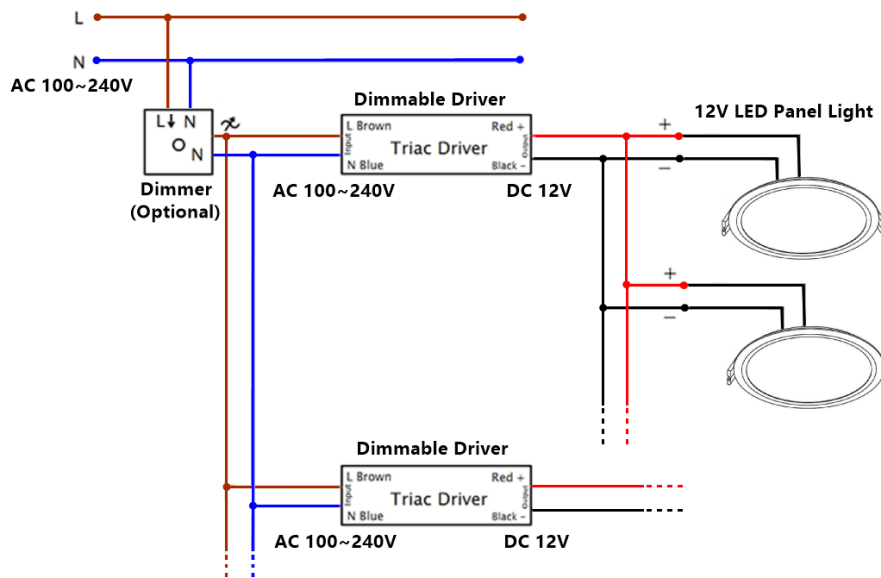 L
N
AC 100~240V
L N
N
Dimmer
(Optional)
Dimmable Driver
L Brown Red +
Input Triac Driver Output
N Blue Black -
AC 100~240V DC 12V
12V LED Panel Light
+
−
+
−
Dimmable Driver
L Brown Red +
Input Triac Driver Output
N Blue Black -
AC 100~240V DC 12V